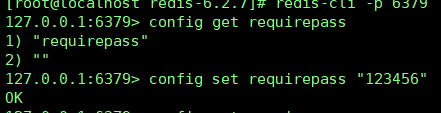 [root@localhost redis-6.2.7]# redis-cli -p 6379
127.0.0.1:6379> config get requirepass
1) "requirepass"
2) ""
127.0.0.1:6379> config set requirepass "123456"
OK